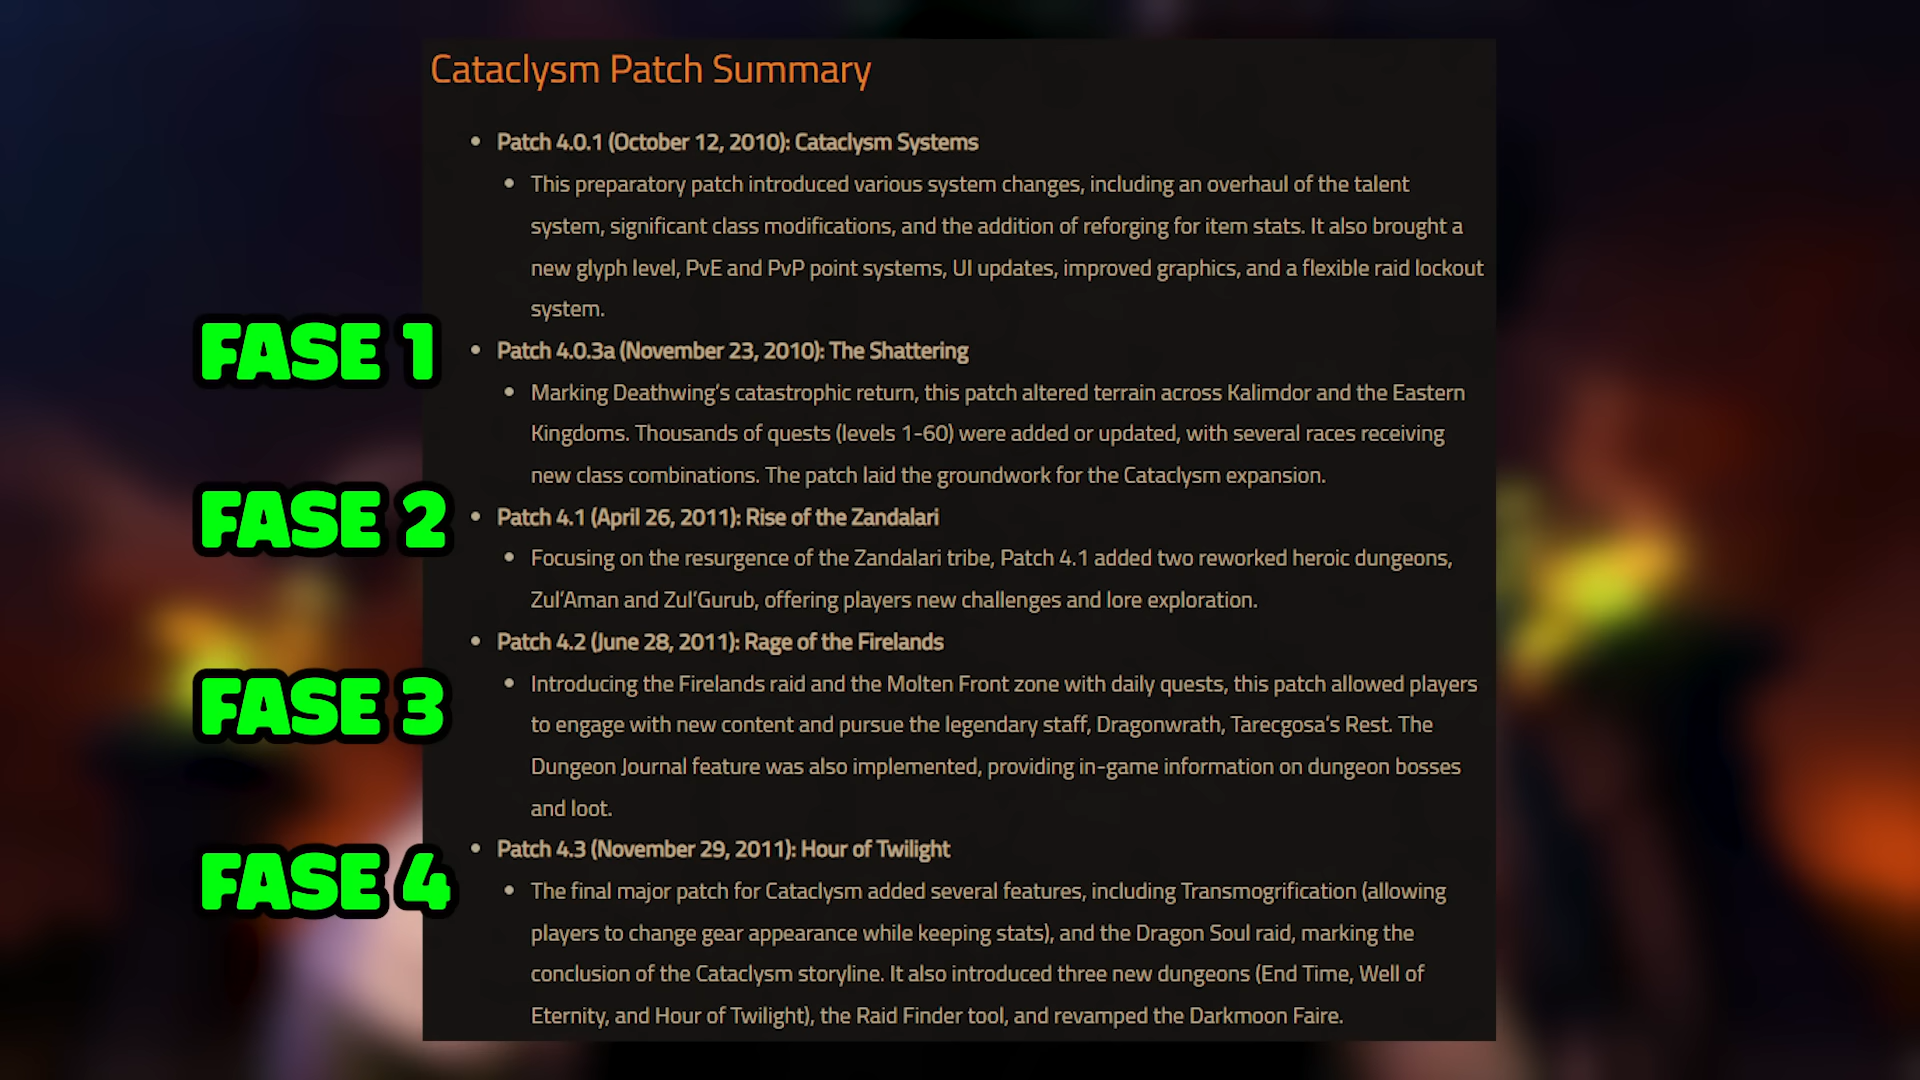 Cataclysm Patch Summary
• Patch 4.0.1 (October 12, 2010): Cataclysm Systems
• This preparatory patch introduced various system changes, including an overhaul of the talent
system, significant class modifications, and the addition of reforging for item stats. It also brought a
new glyph level, PvE and PvP point systems, UI updates, improved graphics, and a flexible raid lockout
system.
FASE 1
• Patch 4.0.3a (November 23, 2010): The Shattering
• Marking Deathwing's catastrophic return, this patch altered terrain across Kalimdor and the Eastern
Kingdoms. Thousands of quests (levels 1-60) were added or updated, with several races receiving
new class combinations. The patch laid the groundwork for the Cataclysm expansion.
FASE 2
• Patch 4.1 (April 26, 2011): Rise of the Zandalari
• Focusing on the resurgence of the Zandalari tribe, Patch 4.1 added two reworked heroic dungeons,
Zul'Aman and Zul'Gurub, offering players new challenges and lore exploration.
FASE 3
• Patch 4.2 (June 28, 2011): Rage of the Firelands
• Introducing the Firelands raid and the Molten Front zone with daily quests, this patch allowed players
to engage with new content and pursue the legendary staff, Dragonwrath, Tarecgosa's Rest. The
Dungeon Journal feature was also implemented, providing in-game information on dungeon bosses
and loot.
FASE 4
• Patch 4.3 (November 29, 2011): Hour of Twilight
• The final major patch for Cataclysm added several features, including Transmogrification (allowing
players to change gear appearance while keeping stats), and the Dragon Soul raid, marking the
conclusion of the Cataclysm storyline. It also introduced three new dungeons (End Time, Well of
Eternity, and Hour of Twilight), the Raid Finder tool, and revamped the Darkmoon Faire.